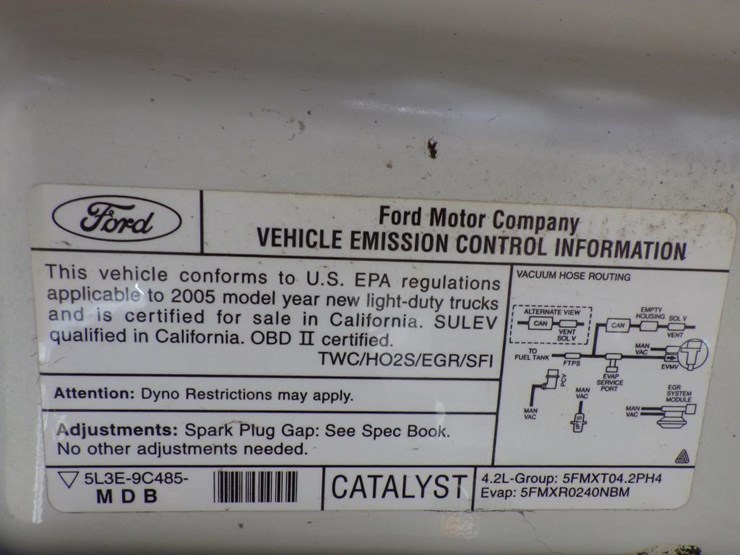 Ford
Ford Motor Company
VEHICLE EMISSION CONTROL INFORMATION
This vehicle conforms to U.S. EPA regulations
applicable to 2005 model year new light-duty trucks
and is certified for sale in California. SULEV
qualified in California. OBD II certified.
TWC/HO2S/EGR/SFI
Attention: Dyno Restrictions may apply.
Adjustments: Spark Plug Gap: See Spec Book.
No other adjustments needed.
VACUUM HOSE ROUTING
ALTERNATE VIEW
CAN
VENT
SOL V
CAN
EMPTY
HOUSING
SOL V
VENT
TO
FUEL TANK
FTPS
MAN
VAC
EVMV
EVAP
SERVICE
PORT
PCV
MAN
VAC
MAN
VAC
EGR
SYSTEM
MODULE
MAN
VAC
5L3E-9C485-
MDB
CATALYST
4.2L-Group: 5FMXT04.2PH4
Evap: 5FMXR0240NBM